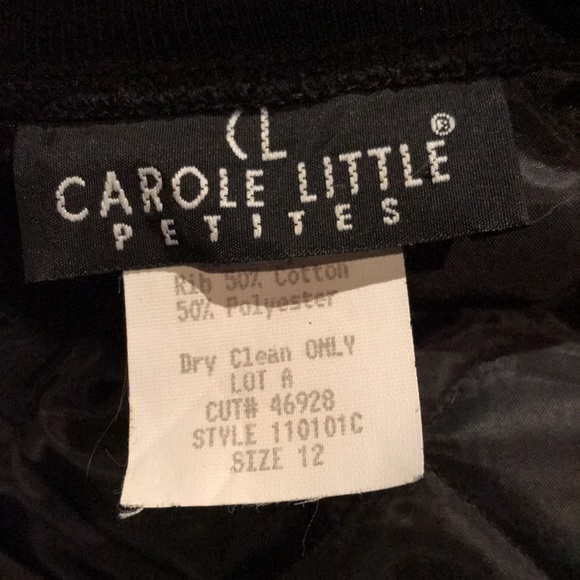 CL
CAROLE LITTLE®
PETITES
Rib 50% Cotton
50% Polyester
Dry Clean ONLY
LOT A
CUT# 46928
STYLE 110101C
SIZE 12